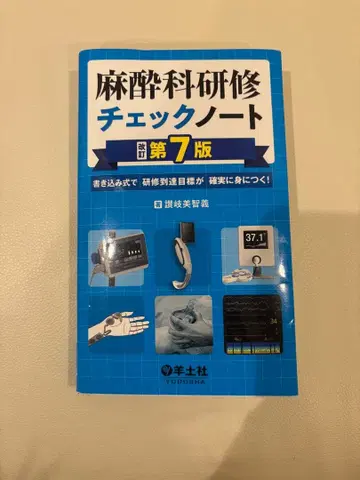 麻酔科研修
チェックノート
改訂 第7版
書き込み式で 研修到達目標が 確実に身につく!
著 讃岐美智義
37.1
34
羊土社
YODOSHA